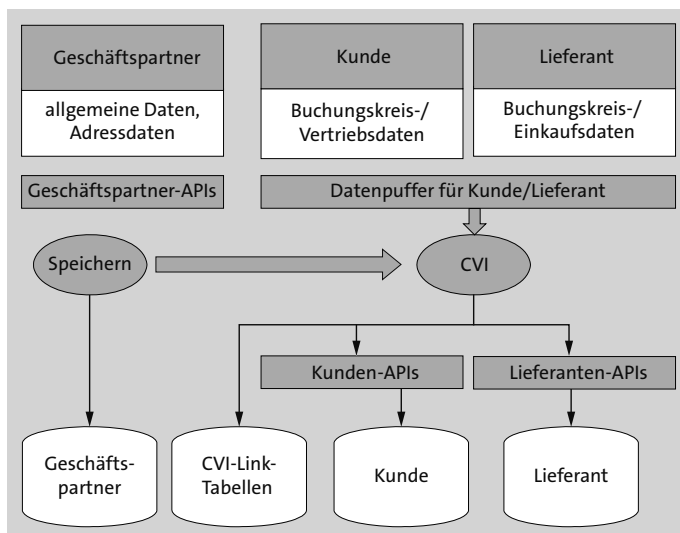 Geschäftspartner
Kunde
Lieferant
allgemeine Daten,
Adressdaten
Buchungskreis-/
Vertriebsdaten
Buchungskreis-/
Einkaufsdaten
Geschäftspartner-APIs
Datenpuffer für Kunde/Lieferant
Speichern
CVI
Kunden-APIs
Lieferanten-APIs
Geschäfts-
partner
CVI-Link-
Tabellen
Kunde
Lieferant